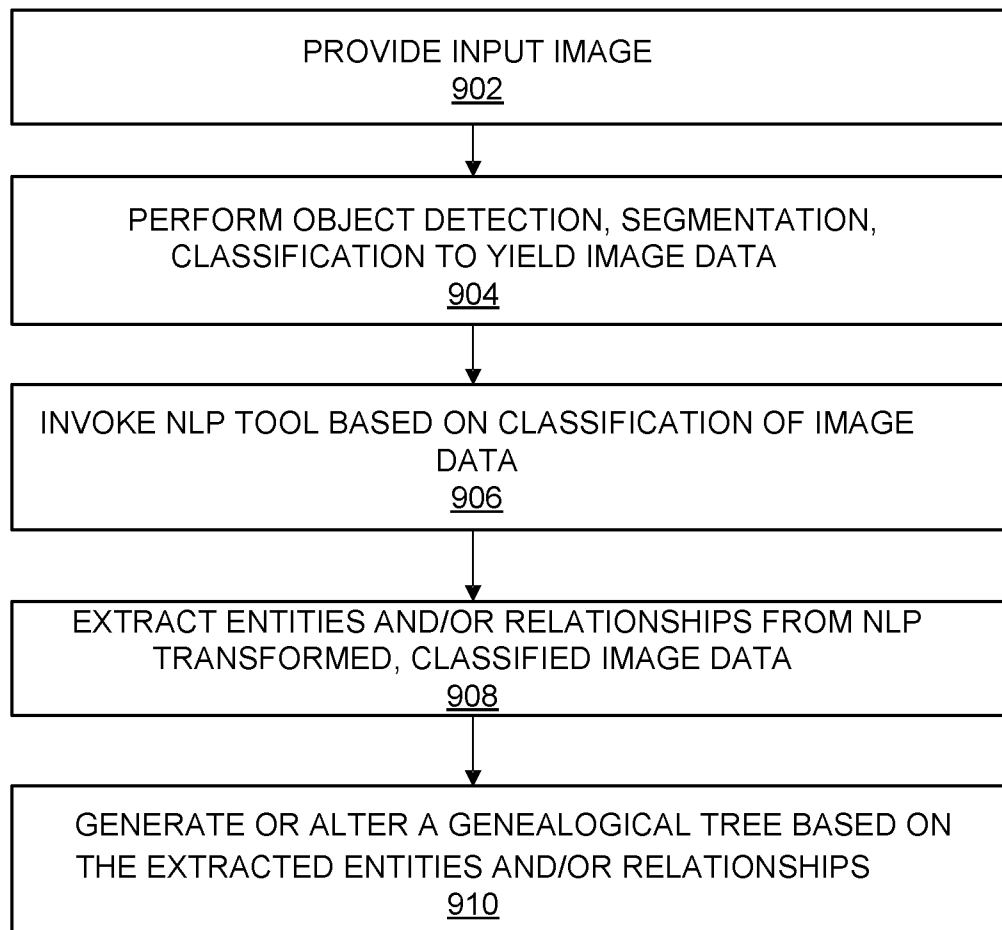 PROVIDE INPUT IMAGE
902
PERFORM OBJECT DETECTION, SEGMENTATION,
CLASSIFICATION TO YIELD IMAGE DATA
904
INVOKE NLP TOOL BASED ON CLASSIFICATION OF IMAGE
DATA
906
EXTRACT ENTITIES AND/OR RELATIONSHIPS FROM NLP
TRANSFORMED, CLASSIFIED IMAGE DATA
908
GENERATE OR ALTER A GENEALOGICAL TREE BASED ON
THE EXTRACTED ENTITIES AND/OR RELATIONSHIPS
910